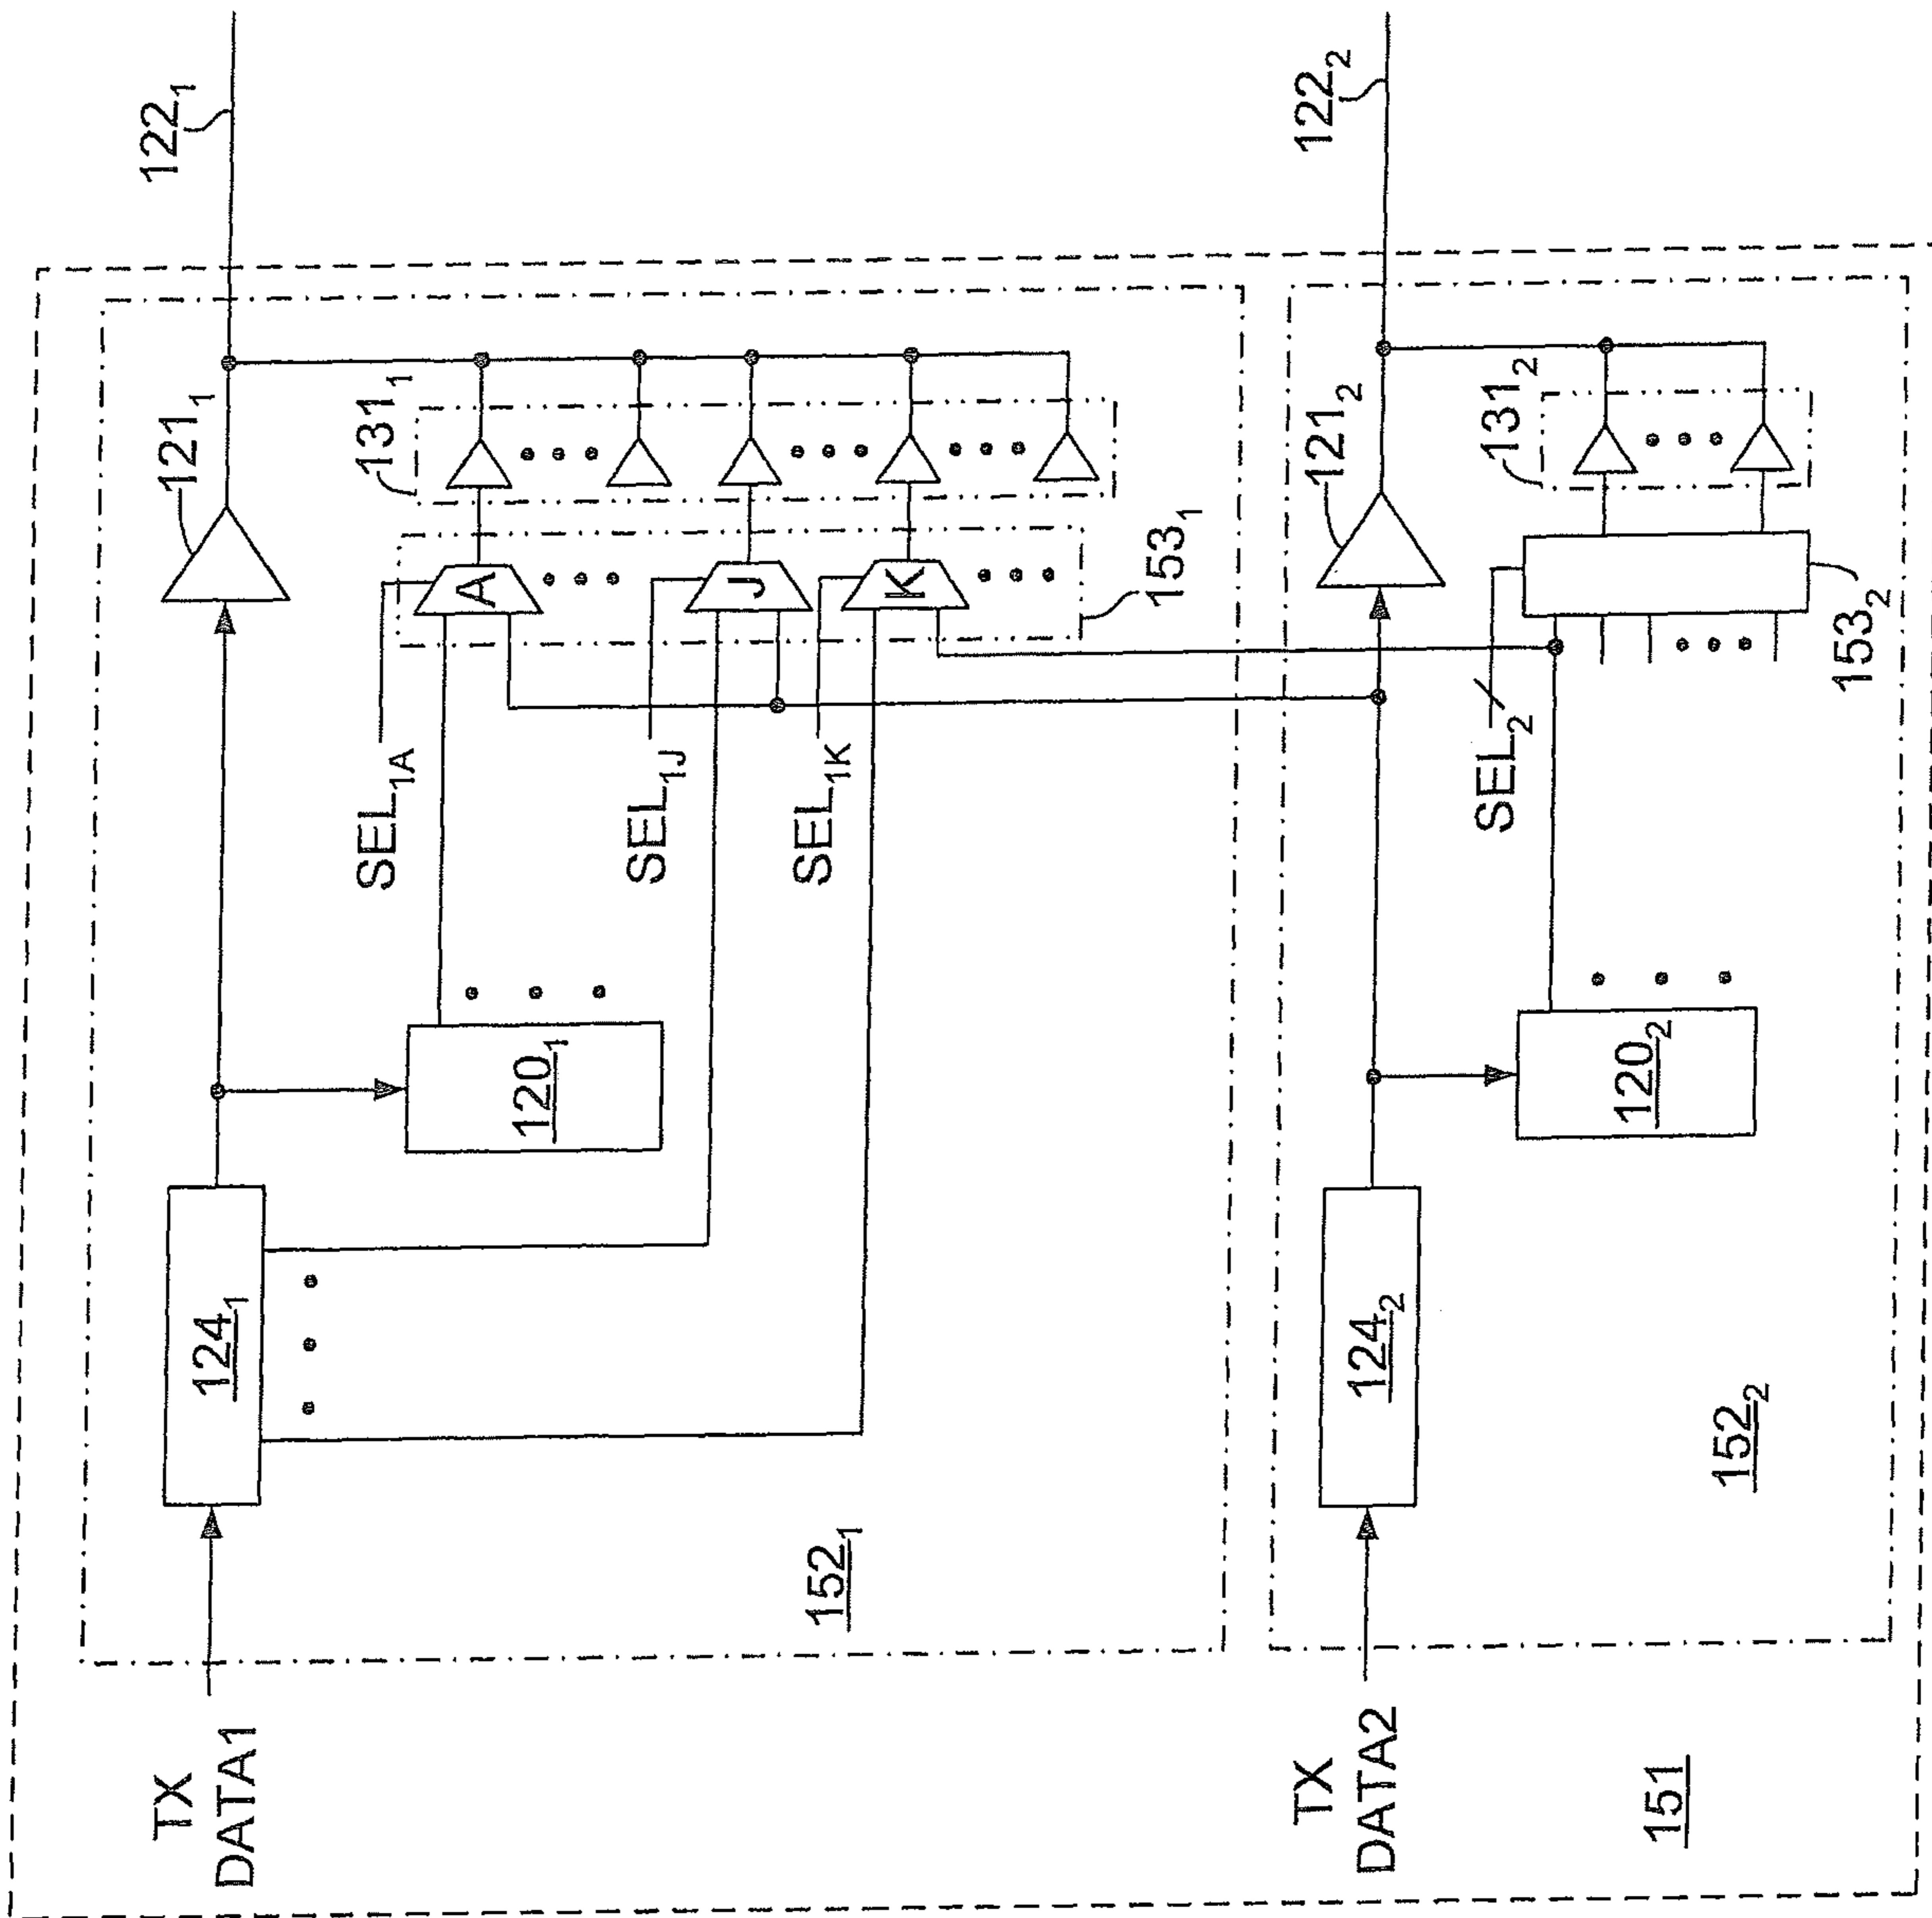 122₁
122₂
121₁
131₁
121₂
131₂
A
J
K
153₁
153₂
SEL₁A
SEL₁J
SEL₁K
SEL₂
120₁
120₂
124₁
124₂
152₁
152₂
TX
DATA1
TX
DATA2
151